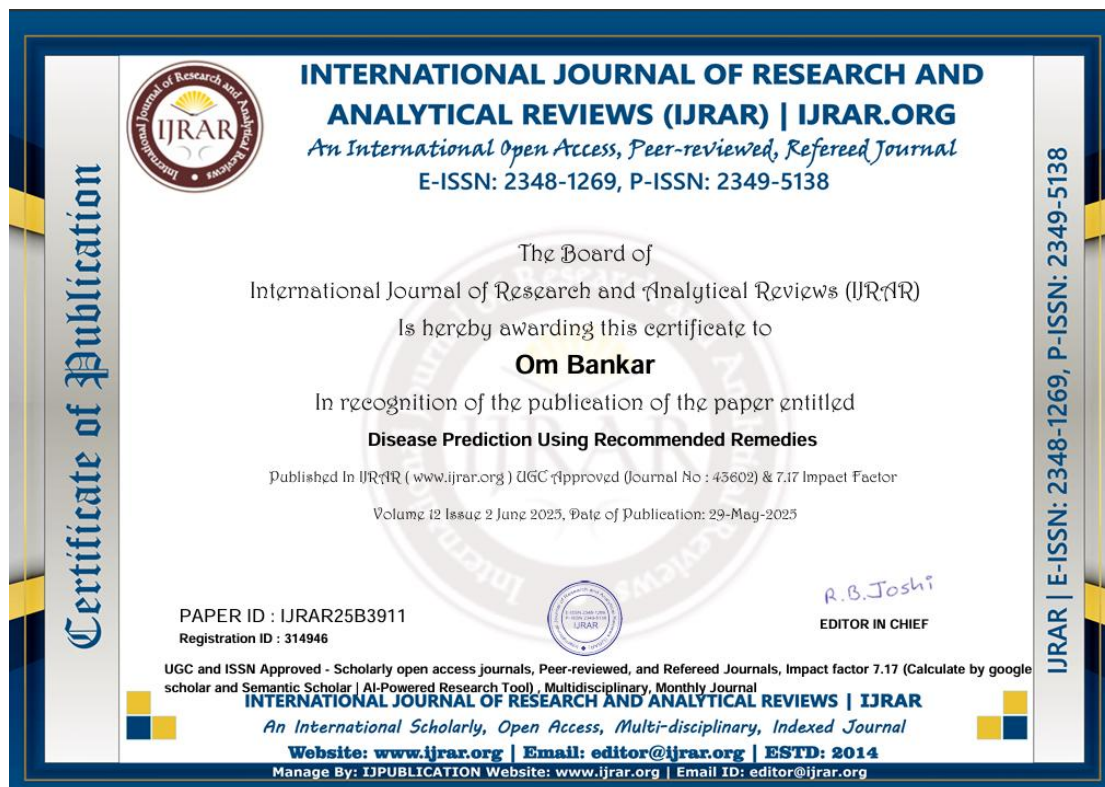 INTERNATIONAL JOURNAL OF RESEARCH AND
ANALYTICAL REVIEWS (IJRAR) | IJRAR.ORG
An International Open Access, Peer-reviewed, Refereed Journal
E-ISSN: 2348-1269, P-ISSN: 2349-5138
International Journal of Research and Analytical Reviews
IJRAR
Certificate of Publication
The Board of
International Journal of Research and Analytical Reviews (IJRAR)
Is hereby awarding this certificate to
Om Bankar
In recognition of the publication of the paper entitled
Disease Prediction Using Recommended Remedies
Published In IJRAR ( www.ijrar.org ) UGC Approved (Journal No : 43602) & 7.17 Impact Factor
Volume 12 Issue 2 June 2025, Date of Publication: 29-May-2025
PAPER ID : IJRAR25B3911
Registration ID : 314946
IJRAR
R.B.Joshi
EDITOR IN CHIEF
UGC and ISSN Approved - Scholarly open access journals, Peer-reviewed, and Refereed Journals, Impact factor 7.17 (Calculate by google
scholar and Semantic Scholar | AI-Powered Research Tool) , Multidisciplinary, Monthly Journal
INTERNATIONAL JOURNAL OF RESEARCH AND ANALYTICAL REVIEWS | IJRAR
An International Scholarly, Open Access, Multi-disciplinary, Indexed Journal
Website: www.ijrar.org | Email: editor@ijrar.org | ESTD: 2014
Manage By: IJPUBLICATION Website: www.ijrar.org | Email ID: editor@ijrar.org
IJRAR | E-ISSN: 2348-1269, P-ISSN: 2349-5138